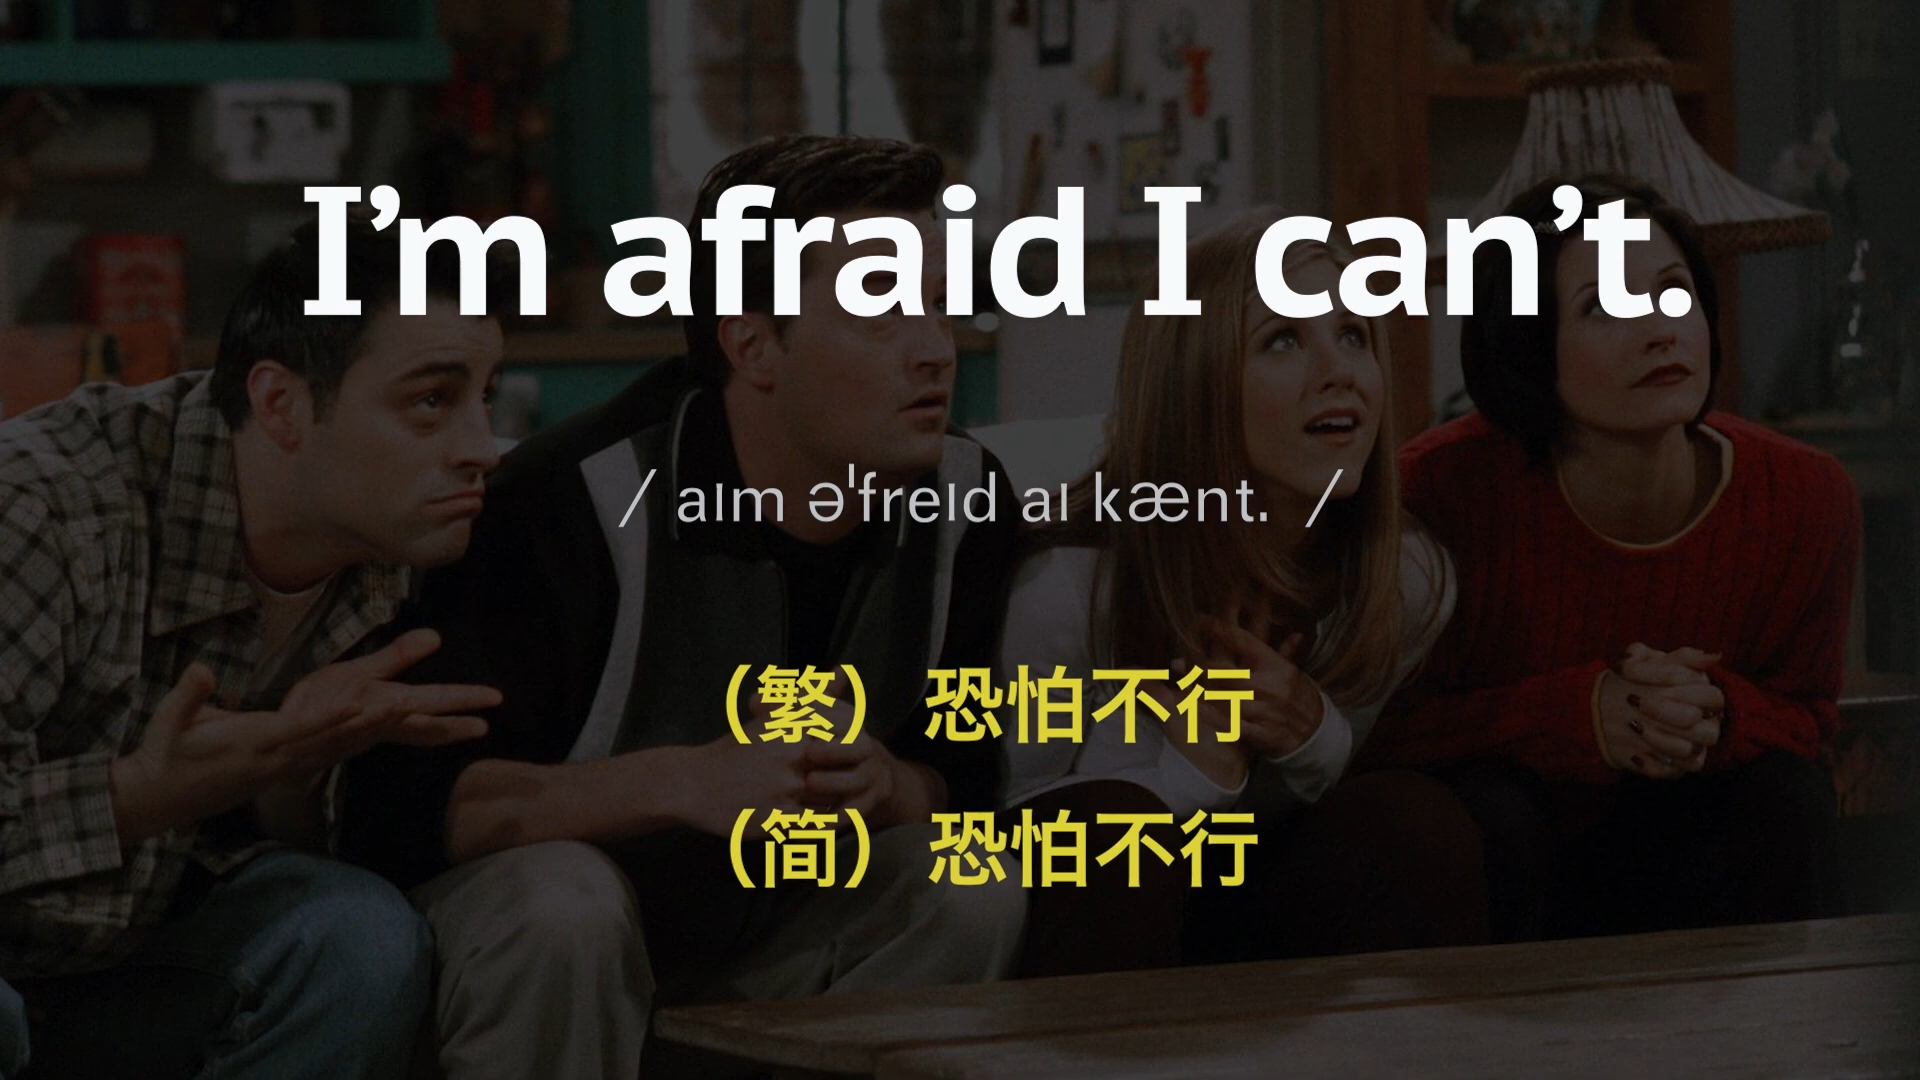 I’m afraid I can’t.
/ aɪm əˈfreɪd aɪ kænt. /
（繁）恐怕不行
（简）恐怕不行